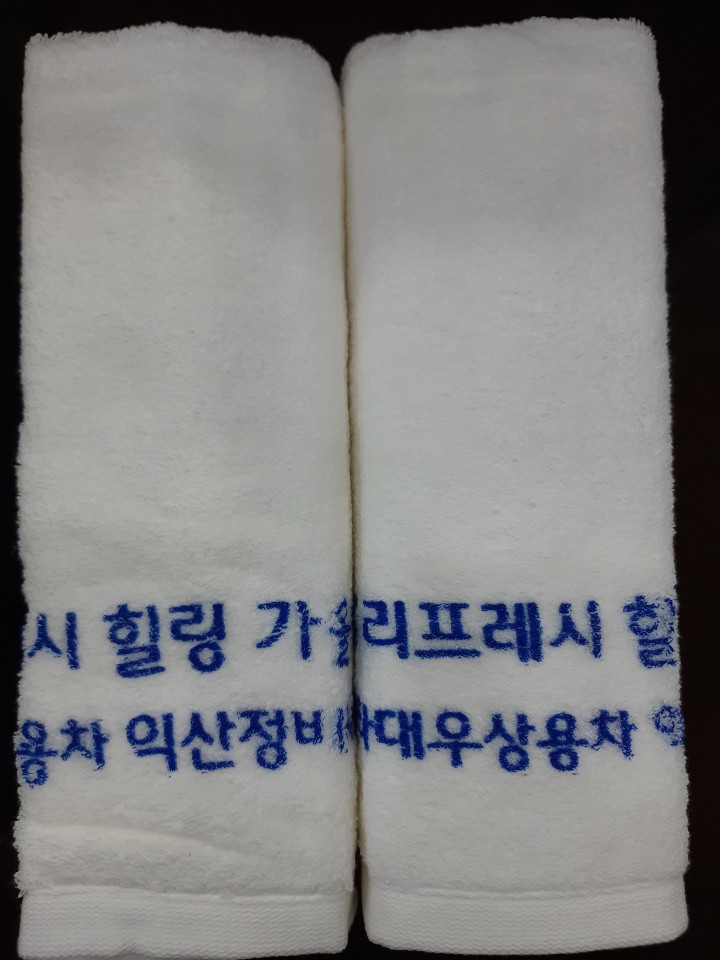 시 힐링 가을
용차 익산정비
리프레시 힐
대우상용차